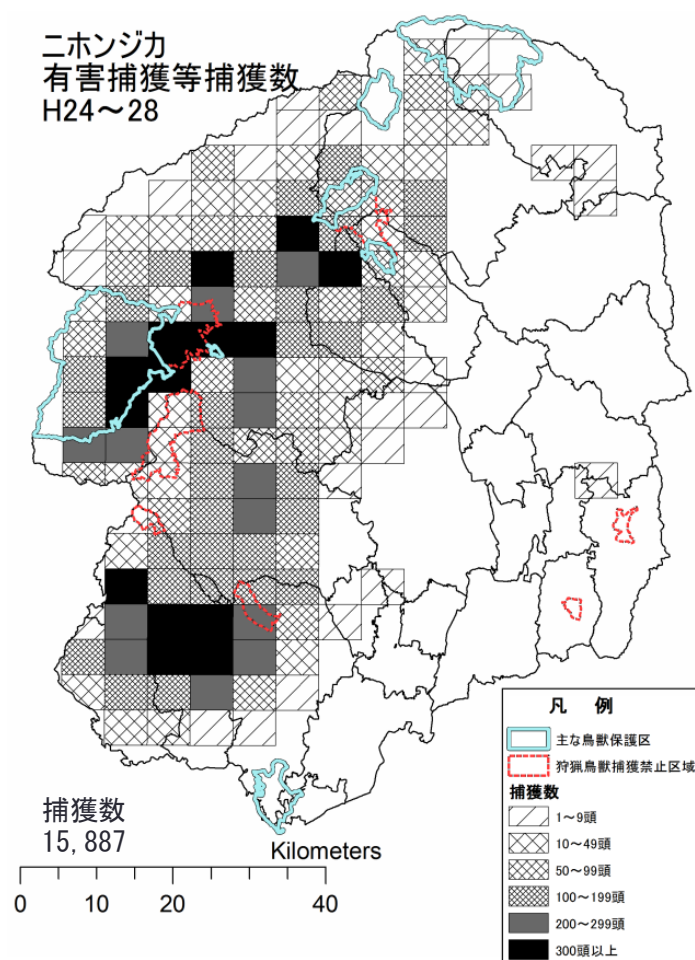 ニホンジカ
有害捕獲等捕獲数
H24～28
捕獲数
15,887
Kilometers
0 10 20 40
凡 例
主な鳥獣保護区
狩猟鳥獣捕獲禁止区域
捕獲数
1～9頭
10～49頭
50～99頭
100～199頭
200～299頭
300頭以上